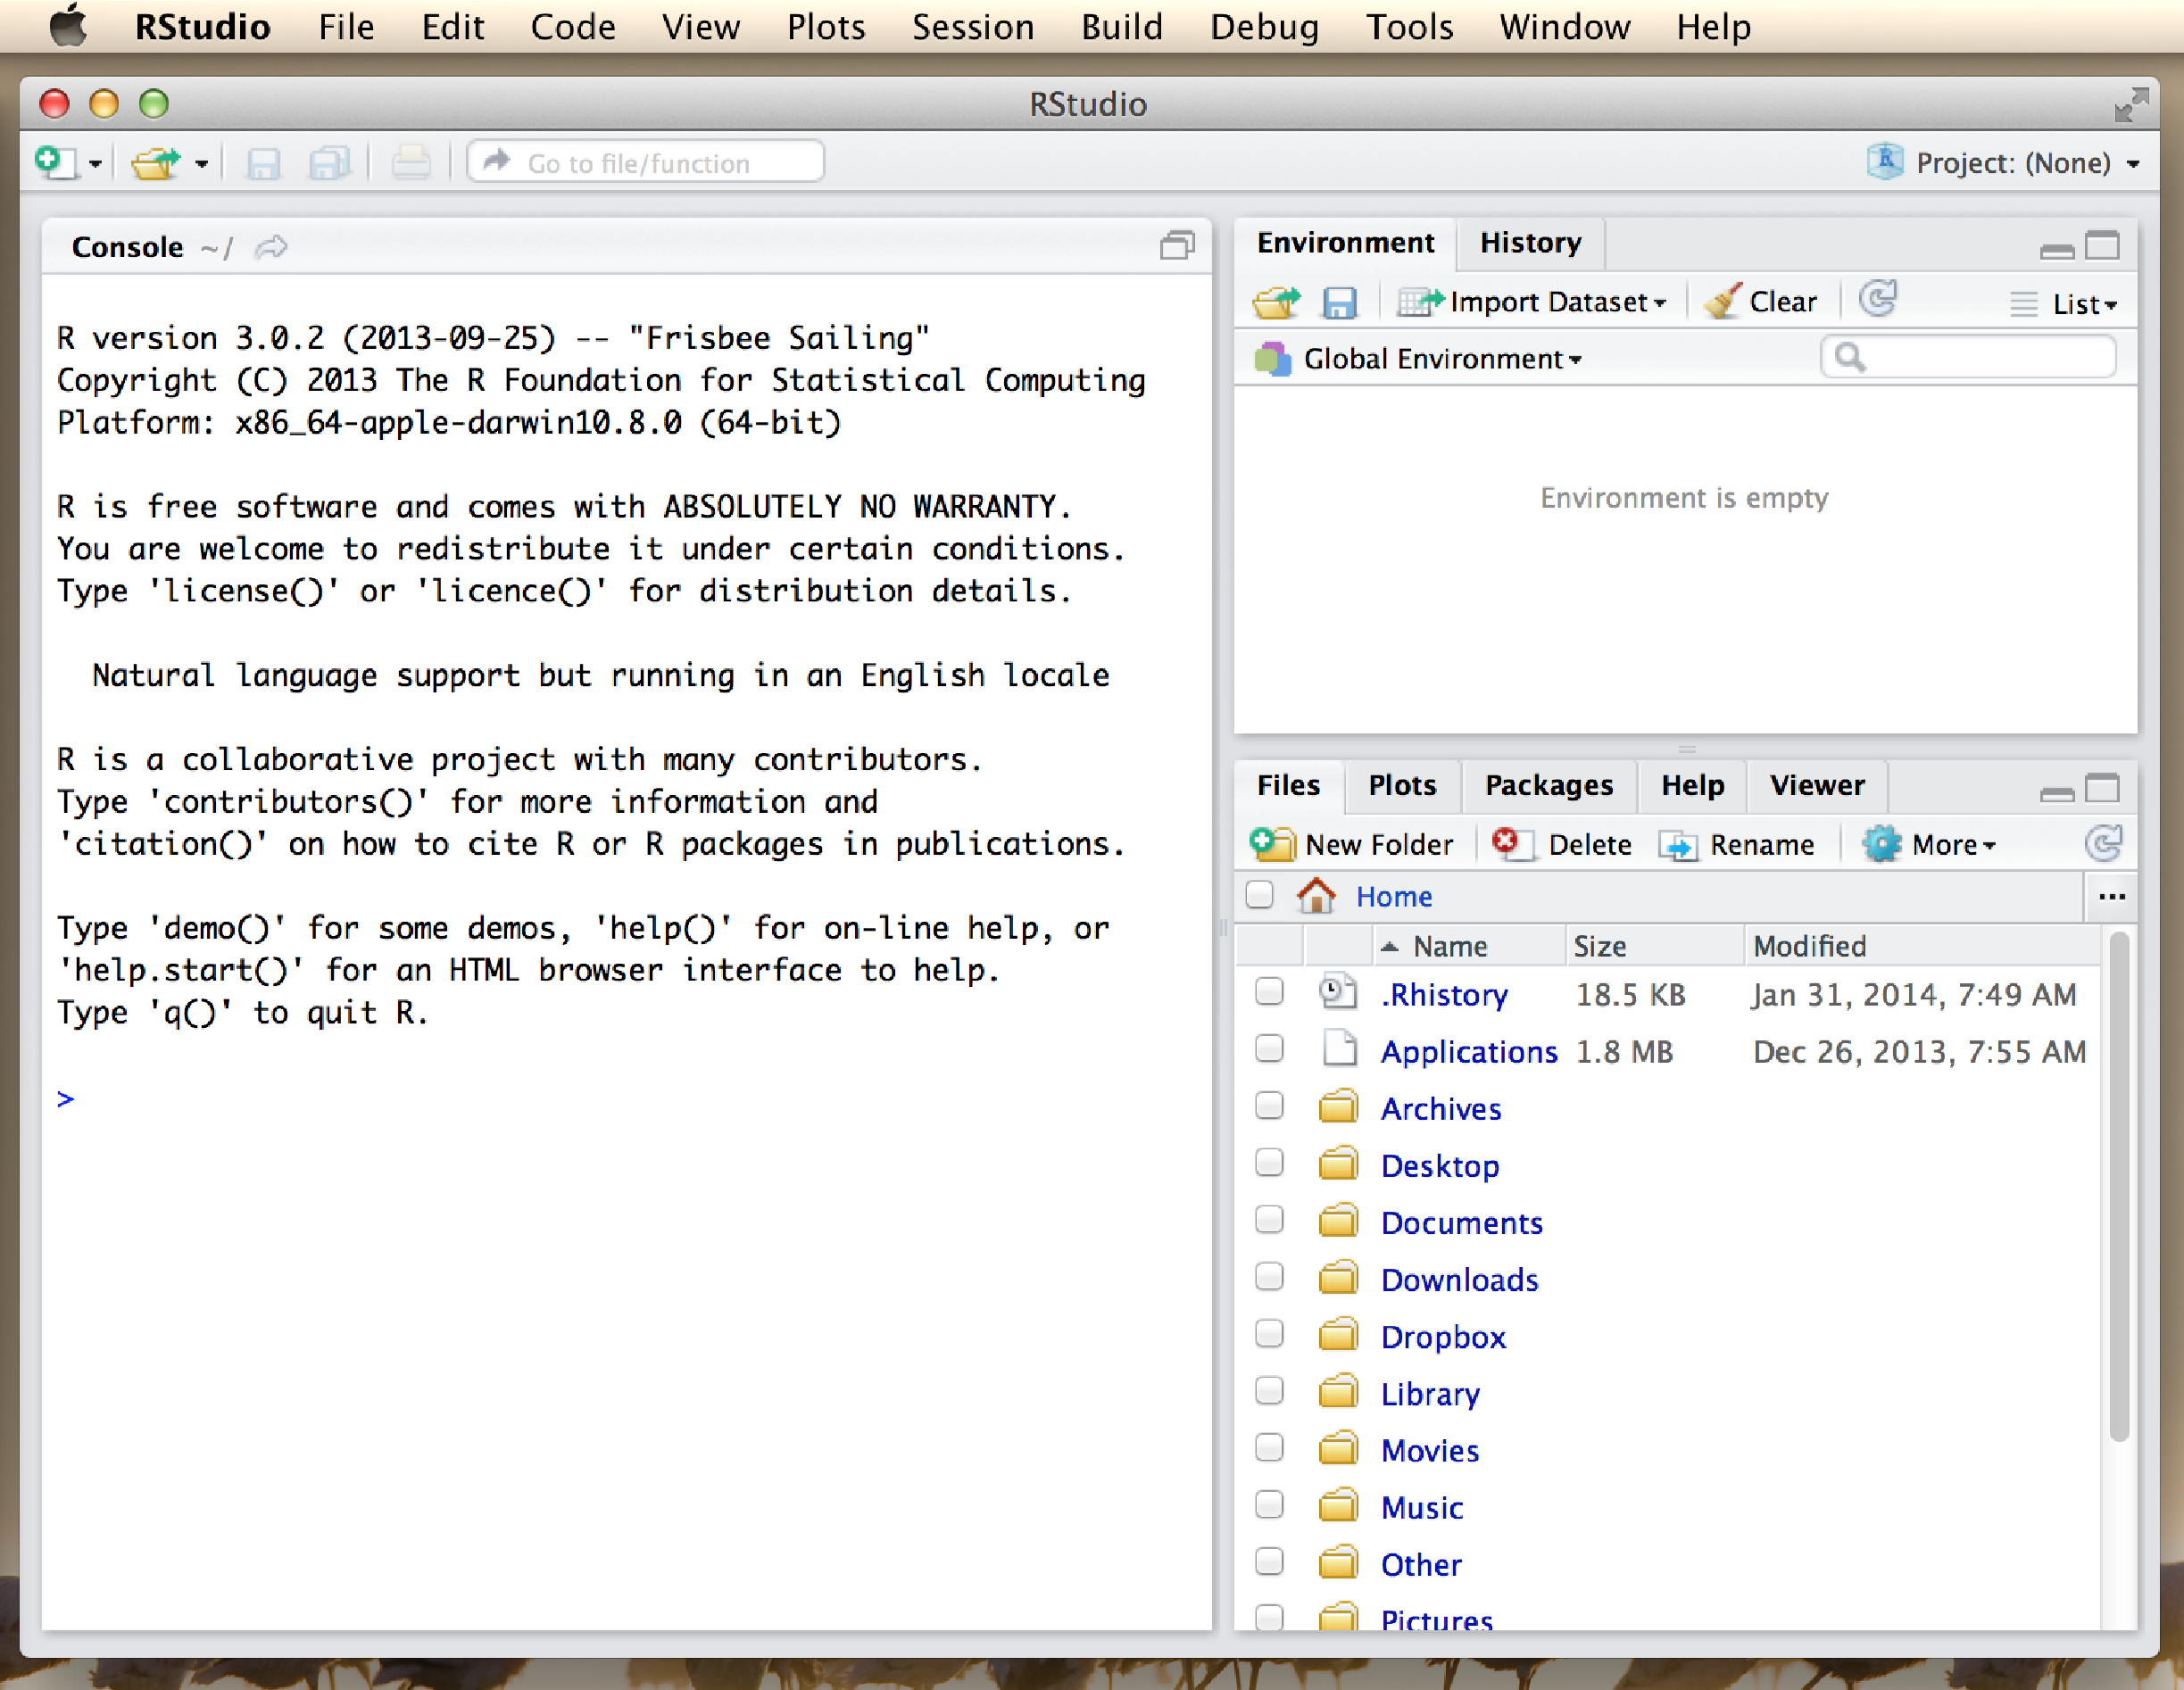 RStudio File Edit Code View Plots Session Build Debug Tools Window Help
RStudio
Go to file/function
Project: (None)
Console ~/
R version 3.0.2 (2013-09-25) -- "Frisbee Sailing"
Copyright (C) 2013 The R Foundation for Statistical Computing
Platform: x86_64-apple-darwin10.8.0 (64-bit)
R is free software and comes with ABSOLUTELY NO WARRANTY.
You are welcome to redistribute it under certain conditions.
Type 'license()' or 'licence()' for distribution details.
Natural language support but running in an English locale
R is a collaborative project with many contributors.
Type 'contributors()' for more information and
'citation()' on how to cite R or R packages in publications.
Type 'demo()' for some demos, 'help()' for on-line help, or
'help.start()' for an HTML browser interface to help.
Type 'q()' to quit R.
>
Environment History
Import Dataset Clear List
Global Environment
Environment is empty
Files Plots Packages Help Viewer
New Folder Delete Rename More
Home ...
Name Size Modified
.Rhistory 18.5 KB Jan 31, 2014, 7:49 AM
Applications 1.8 MB Dec 26, 2013, 7:55 AM
Archives
Desktop
Documents
Downloads
Dropbox
Library
Movies
Music
Other
Pictures